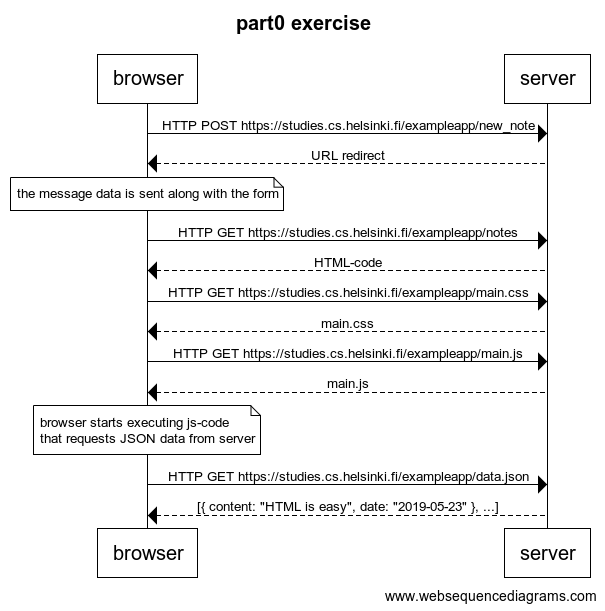 part0 exercise
browser
server
HTTP POST https://studies.cs.helsinki.fi/exampleapp/new_note
URL redirect
the message data is sent along with the form
HTTP GET https://studies.cs.helsinki.fi/exampleapp/notes
HTML-code
HTTP GET https://studies.cs.helsinki.fi/exampleapp/main.css
main.css
HTTP GET https://studies.cs.helsinki.fi/exampleapp/main.js
main.js
browser starts executing js-code
that requests JSON data from server
HTTP GET https://studies.cs.helsinki.fi/exampleapp/data.json
[{ content: "HTML is easy", date: "2019-05-23" }, ...]
browser
server
www.websequencediagrams.com